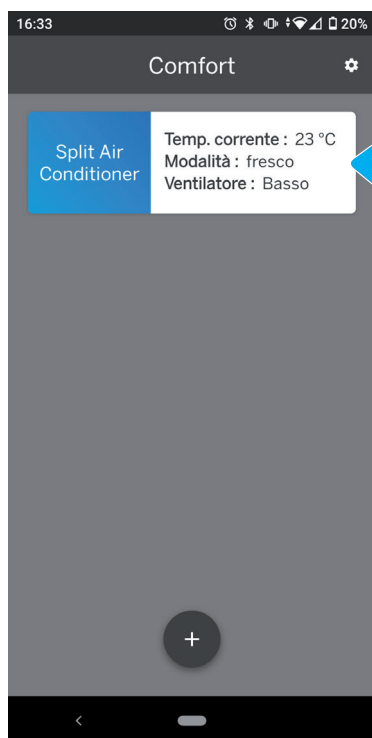 16:33 20%
Comfort
Split Air
Conditioner
Temp. corrente : 23 °C
Modalità : fresco
Ventilatore : Basso
+